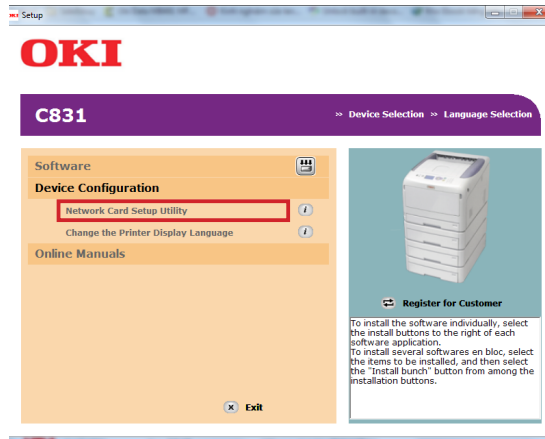 Setup
OKI
C831
» Device Selection » Language Selection
Software
Device Configuration
Network Card Setup Utility
Change the Printer Display Language
Online Manuals
Register for Customer
To install the software individually, select
the install buttons to the right of each
software application.
To install several softwares en bloc, select
the items to be installed, and then select
the "Install bunch" button from among the
installation buttons.
Exit